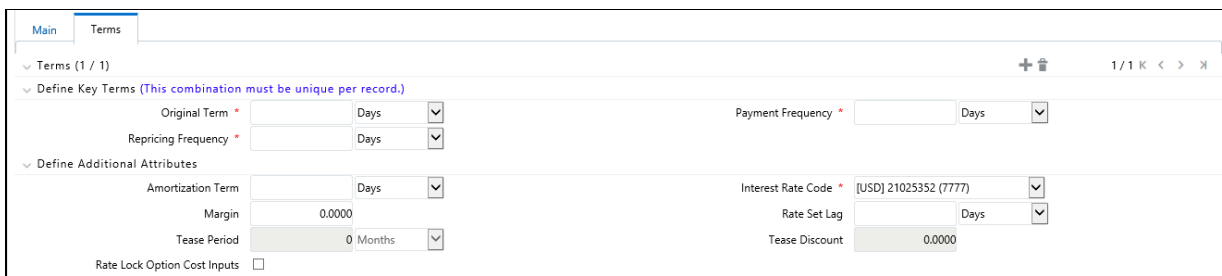 Main Terms
Terms (1 / 1) 1 / 1
Define Key Terms (This combination must be unique per record.)
Original Term * Days Payment Frequency * Days
Repricing Frequency * Days
Define Additional Attributes
Amortization Term Days Interest Rate Code * [USD] 21025352 (7777)
Margin 0.0000 Rate Set Lag Days
Tease Period 0 Months Tease Discount 0.0000
Rate Lock Option Cost Inputs